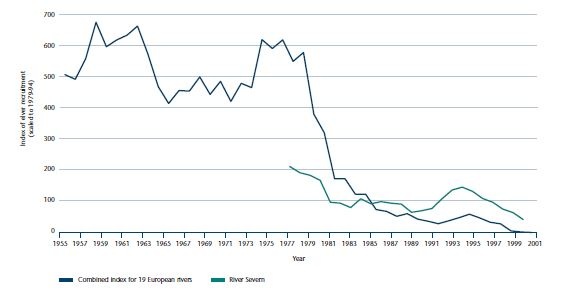 700
600
500
400
300
200
100
0
Index of elver recruitment
(scaled to 1979-94)
1955 1957 1959 1961 1963 1965 1967 1969 1971 1973 1975 1977 1979 1981 1983 1985 1987 1989 1991 1993 1995 1997 1999 2001
Year
Combined Index for 19 European rivers River Severn